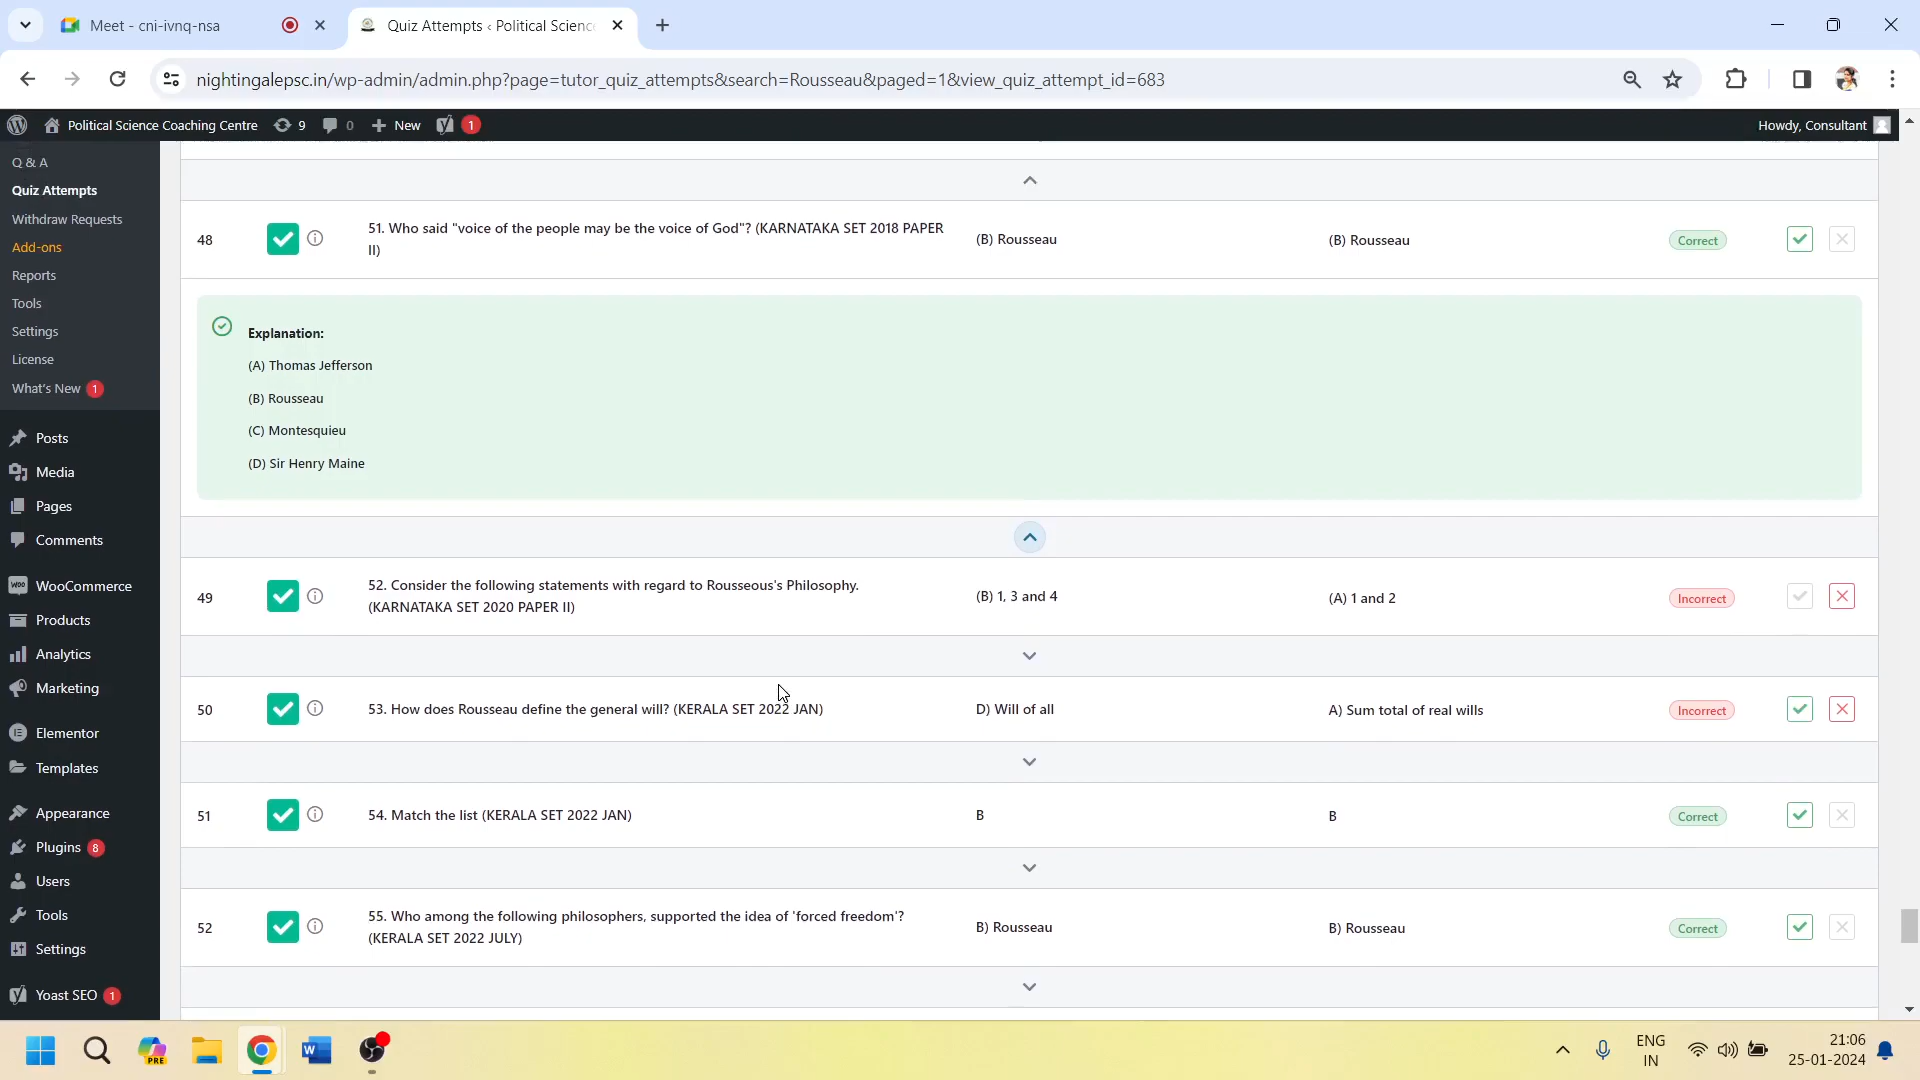 Meet - cni-ivnq-nsa
Quiz Attempts ‹ Political Science
nightingalepsc.in/wp-admin/admin.php?page=tutor_quiz_attempts&search=Rousseau&paged=1&view_quiz_attempt_id=683
Political Science Coaching Centre
9
0
New
1
Howdy, Consultant
Q & A
Quiz Attempts
Withdraw Requests
Add-ons
Reports
Tools
Settings
License
What's New 1
Posts
Media
Pages
Comments
WooCommerce
Products
Analytics
Marketing
Elementor
Templates
Appearance
Plugins 8
Users
Tools
Settings
Yoast SEO 1
48
51. Who said "voice of the people may be the voice of God"? (KARNATAKA SET 2018 PAPER
II)
(B) Rousseau
(B) Rousseau
Correct
Explanation:
(A) Thomas Jefferson
(B) Rousseau
(C) Montesquieu
(D) Sir Henry Maine
49
52. Consider the following statements with regard to Rousseous's Philosophy.
(KARNATAKA SET 2020 PAPER II)
(B) 1, 3 and 4
(A) 1 and 2
Incorrect
50
53. How does Rousseau define the general will? (KERALA SET 2022 JAN)
D) Will of all
A) Sum total of real wills
Incorrect
51
54. Match the list (KERALA SET 2022 JAN)
B
B
Correct
52
55. Who among the following philosophers, supported the idea of 'forced freedom'?
(KERALA SET 2022 JULY)
B) Rousseau
B) Rousseau
Correct
PRE
ENG
IN
21:06
25-01-2024